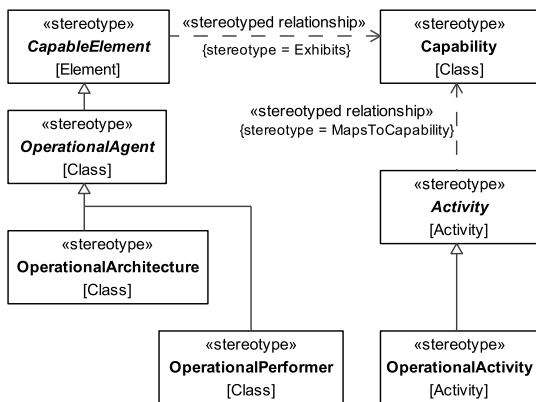 «stereotype»
CapableElement
[Element]
«stereotyped relationship»
{stereotype = Exhibits}
«stereotype»
Capability
[Class]
«stereotype»
OperationalAgent
[Class]
«stereotyped relationship»
{stereotype = MapsToCapability}
«stereotype»
Activity
[Activity]
«stereotype»
OperationalArchitecture
[Class]
«stereotype»
OperationalPerformer
[Class]
«stereotype»
OperationalActivity
[Activity]